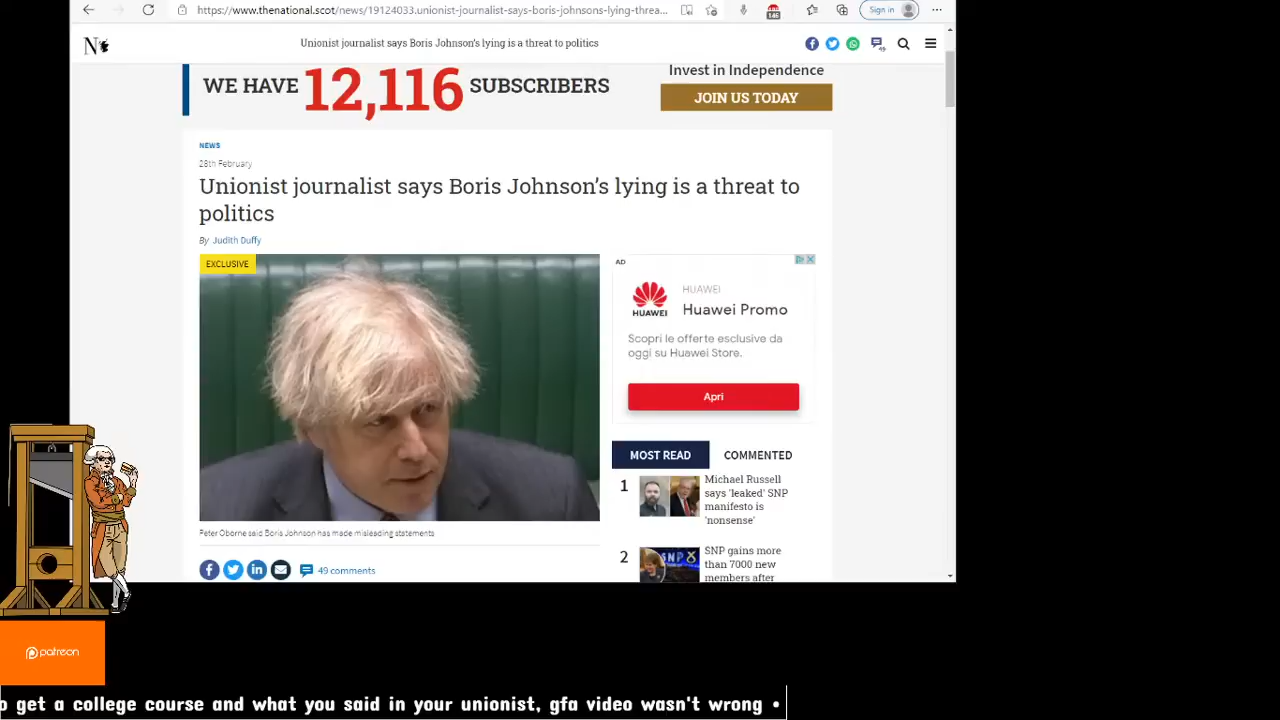 https://www.thenational.scot/news/19124033.unionist-journalist-says-boris-johnsons-lying-threa...
146
Sign in
N
Unionist journalist says Boris Johnson's lying is a threat to politics
49
WE HAVE 12,116 SUBSCRIBERS
Invest in Independence
JOIN US TODAY
NEWS
28th February
Unionist journalist says Boris Johnson's lying is a threat to
politics
By Judith Duffy
EXCLUSIVE
Peter Oborne said Boris Johnson has made misleading statements
49 comments
AD
HUAWEI
HUAWEI
Huawei Promo
Scopri le offerte esclusive da
oggi su Huawei Store.
Apri
MOST READ
COMMENTED
1
Michael Russell
says 'leaked' SNP
manifesto is
'nonsense'
2
SNP
SNP gains more
than 7000 new
members after
patreon
o get a college course and what you said in your unionist, gfa video wasn't wrong •